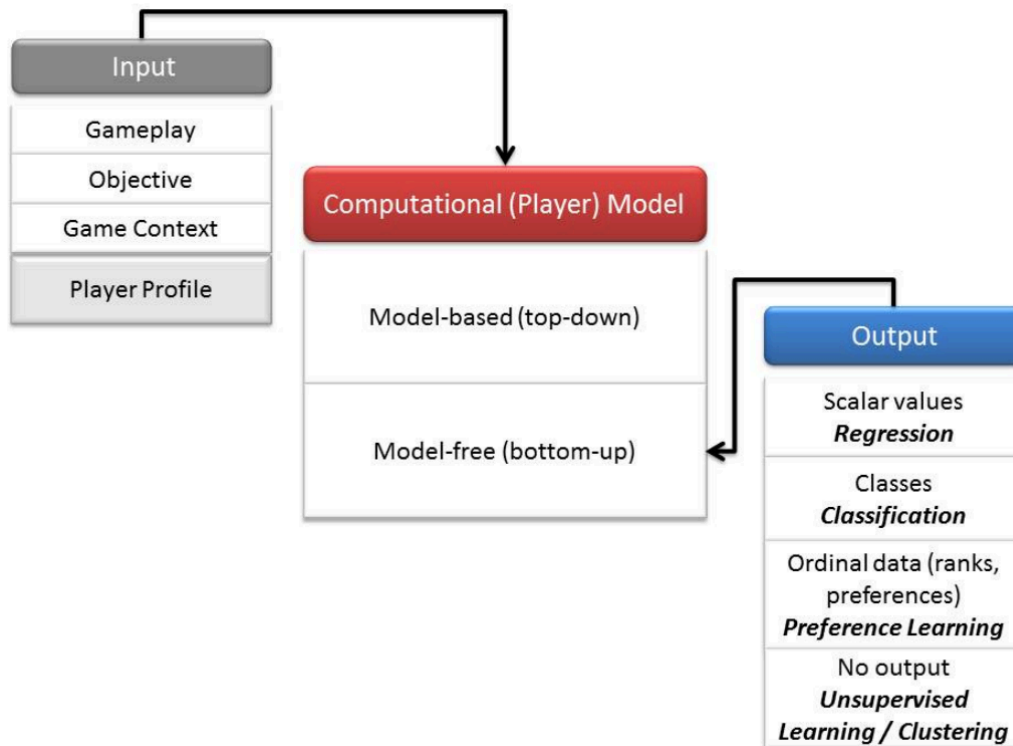 Input
Gameplay
Objective
Game Context
Player Profile
Computational (Player) Model
Model-based (top-down)
Model-free (bottom-up)
Output
Scalar values
Regression
Classes
Classification
Ordinal data (ranks,
preferences)
Preference Learning
No output
Unsupervised
Learning / Clustering